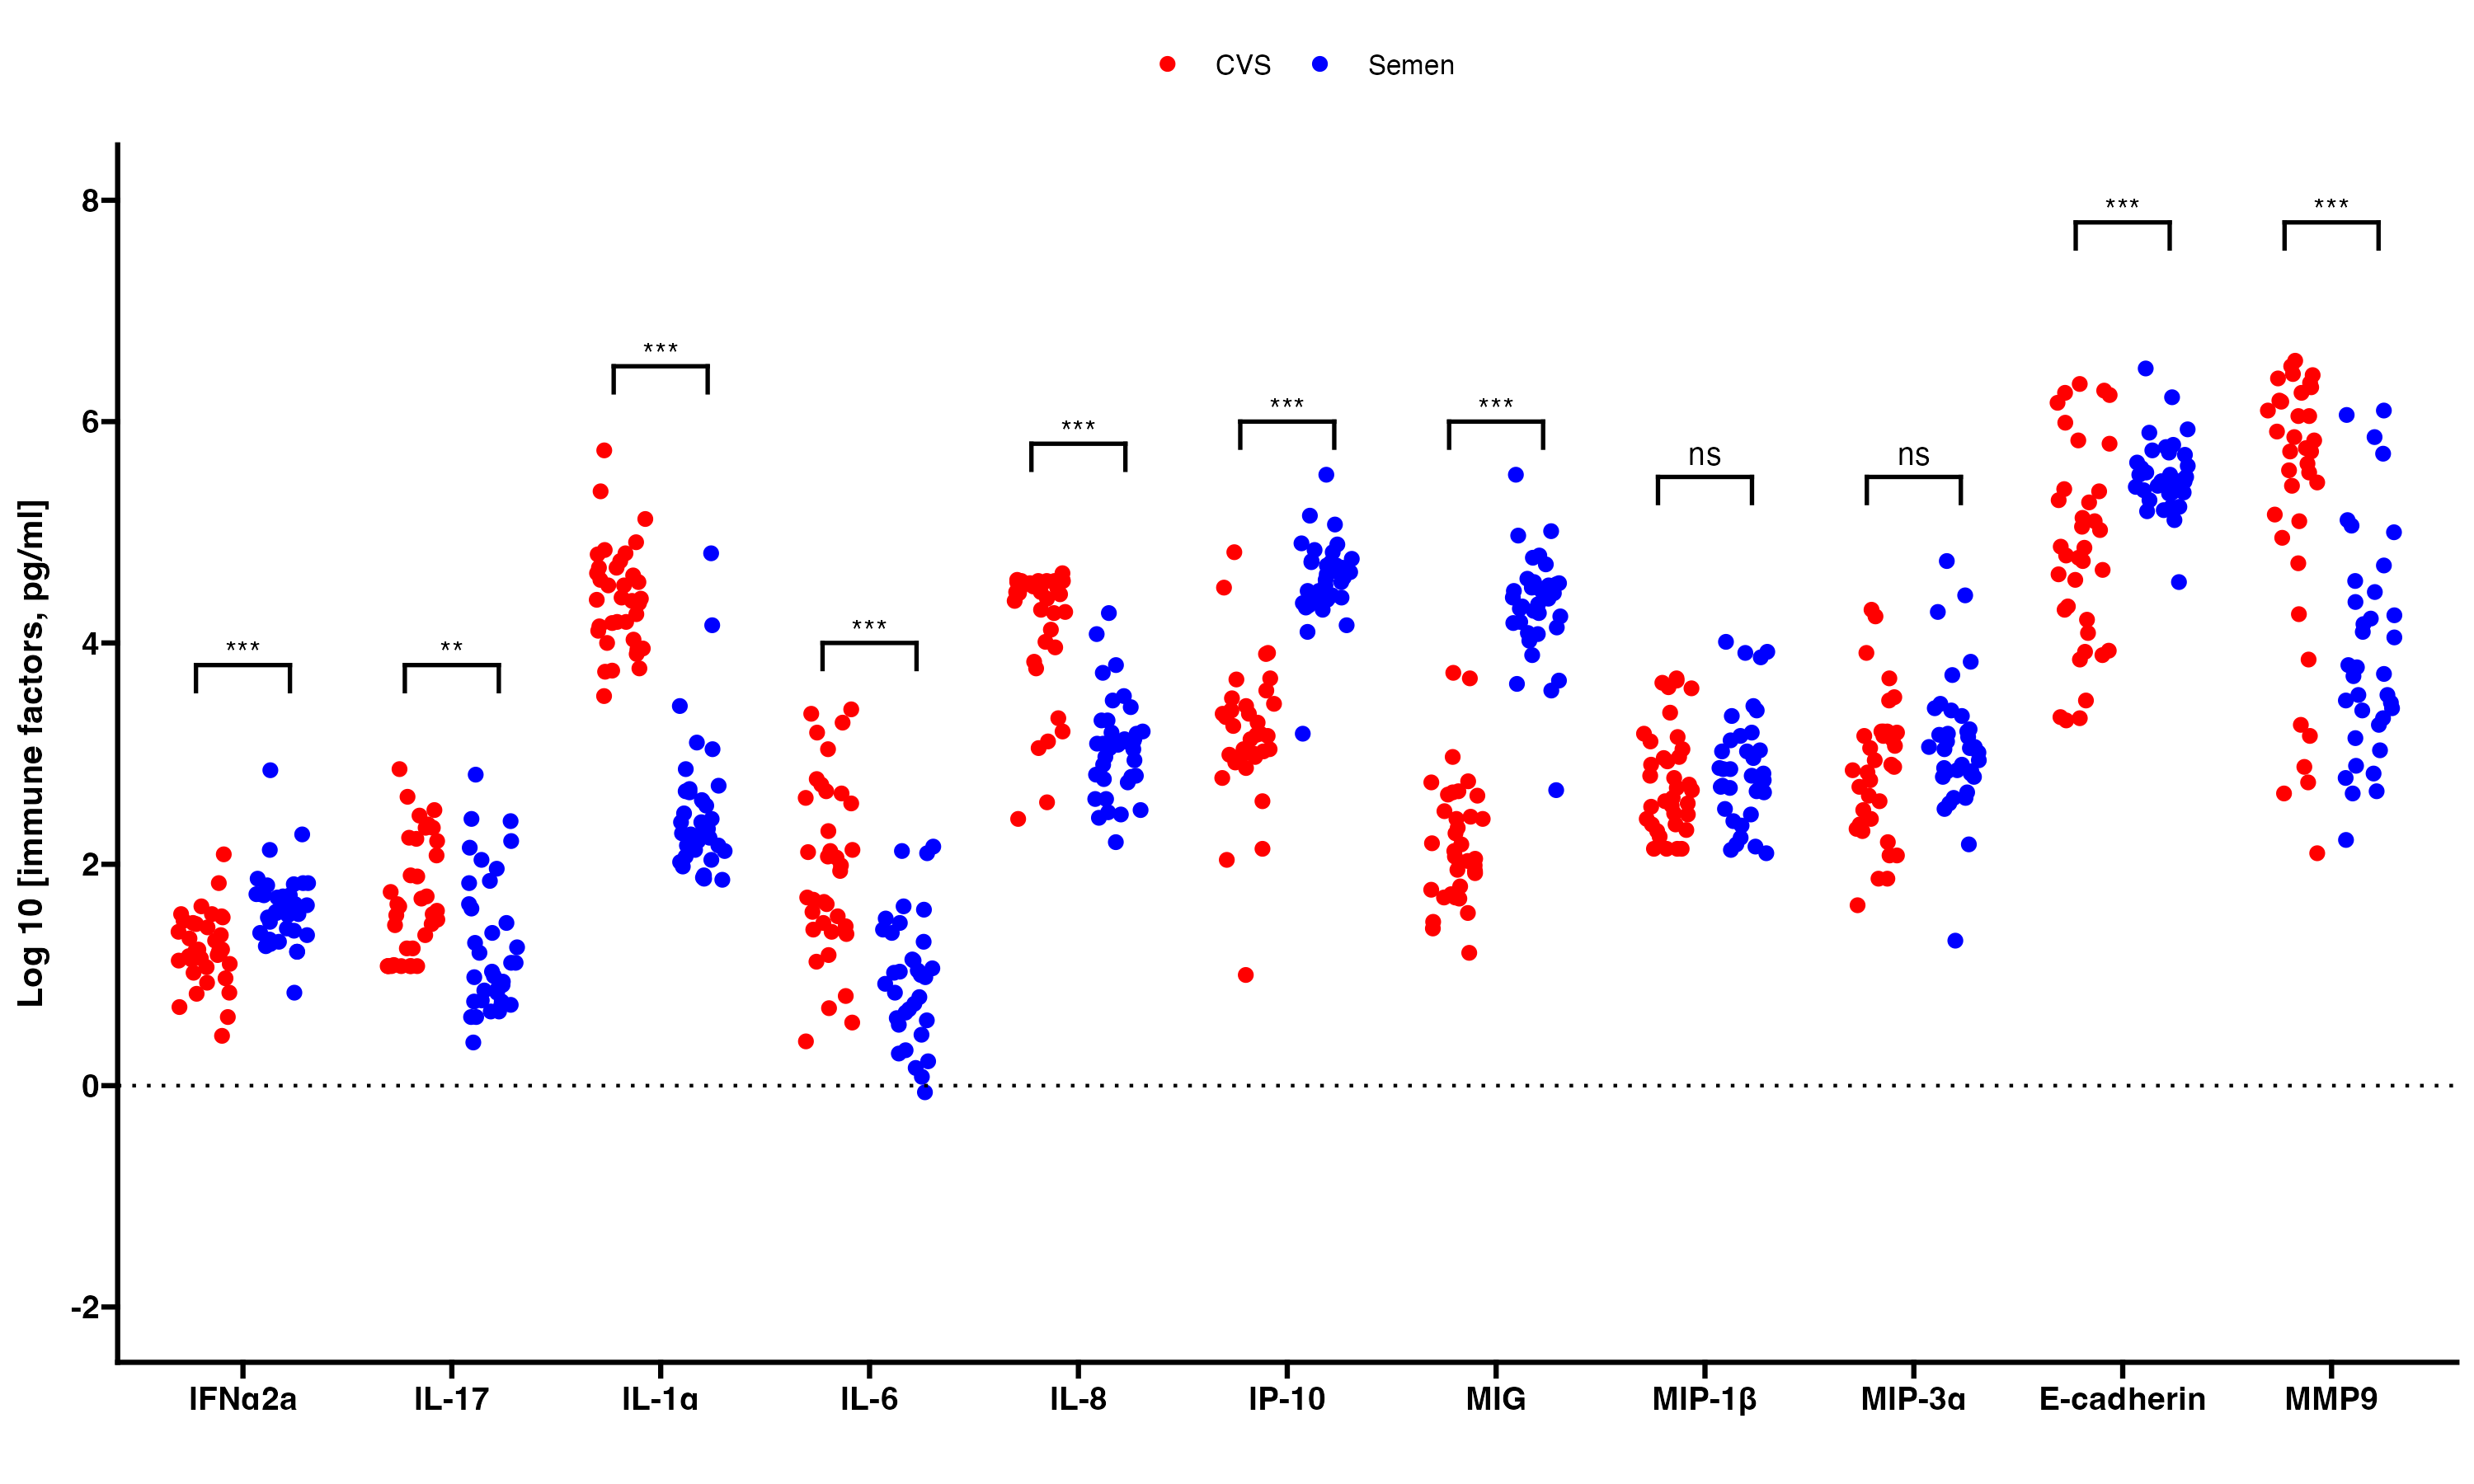 CVS Semen
Log 10 [immune factors, pg/ml]
8
6
4
2
0
-2
*** ** *** *** *** *** *** ns ns *** ***
IFNα2a IL-17 IL-1α IL-6 IL-8 IP-10 MIG MIP-1β MIP-3α E-cadherin MMP9